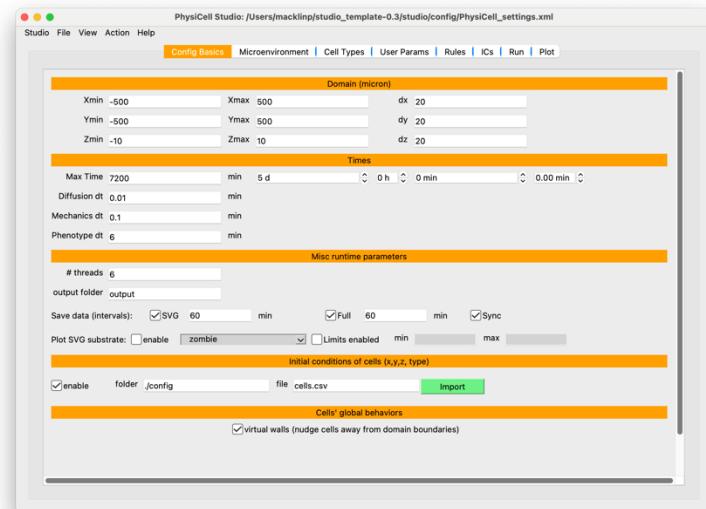 PhysiCell Studio: /Users/macklinp/studio_template-0.3/studio/config/PhysiCell_settings.xml
Studio File View Action Help
Config Basics Microenvironment Cell Types User Params Rules ICs Run Plot
Domain (micron)
Xmin -500 Xmax 500 dx 20
Ymin -500 Ymax 500 dy 20
Zmin -10 Zmax 10 dz 20
Times
Max Time 7200 min 5 d 0 h 0 min 0.00 min
Diffusion dt 0.01 min
Mechanics dt 0.1 min
Phenotype dt 6 min
Misc runtime parameters
# threads 6
output folder output
Save data (intervals): SVG 60 min Full 60 min Sync
Plot SVG substrate: enable zombie Limits enabled min max
Initial conditions of cells (x,y,z, type)
enable folder ./config file cells.csv Import
Cells' global behaviors
virtual walls (nudge cells away from domain boundaries)